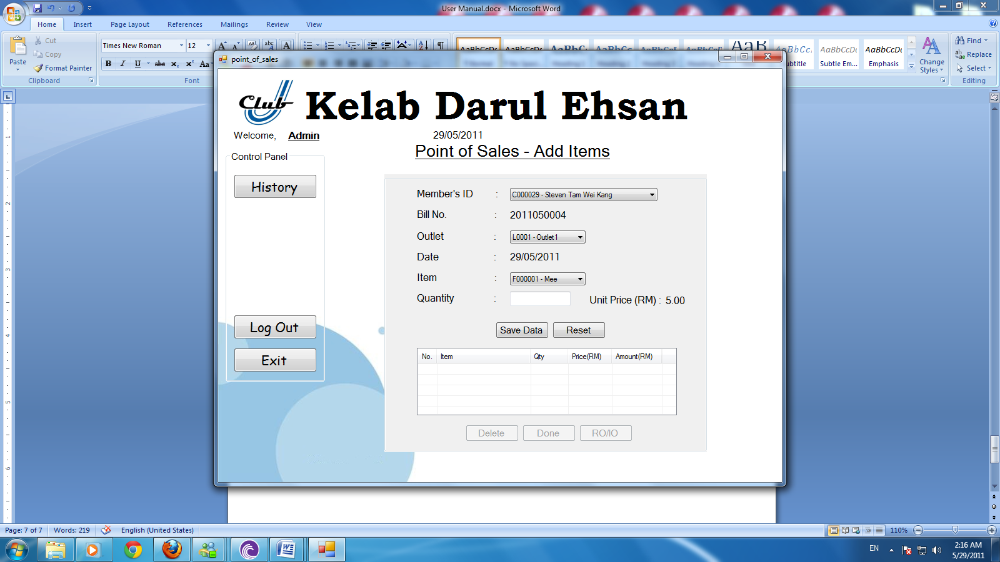 User Manual.docx - Microsoft Word
Home Insert Page Layout References Mailings Review View
Paste
Cut
Copy
Format Painter
Clipboard
Times New Roman 12
Font
Subtle Em... Emphasis
Change Styles
Find
Replace
Select
Editing
point_of_sales
Club Kelab Darul Ehsan
Welcome, Admin 29/05/2011
Point of Sales - Add Items
Control Panel
History
Log Out
Exit
Member's ID : C000029 - Steven Tam Wei Kang
Bill No. : 2011050004
Outlet : L0001 - Outlet1
Date : 29/05/2011
Item : F000001 - Mee
Quantity : Unit Price (RM) : 5.00
Save Data Reset
No. Item Qty Price(RM) Amount(RM)
Delete Done RO/IO
Page: 7 of 7 Words: 219 English (United States) 110%
EN 2:16 AM
5/29/2011